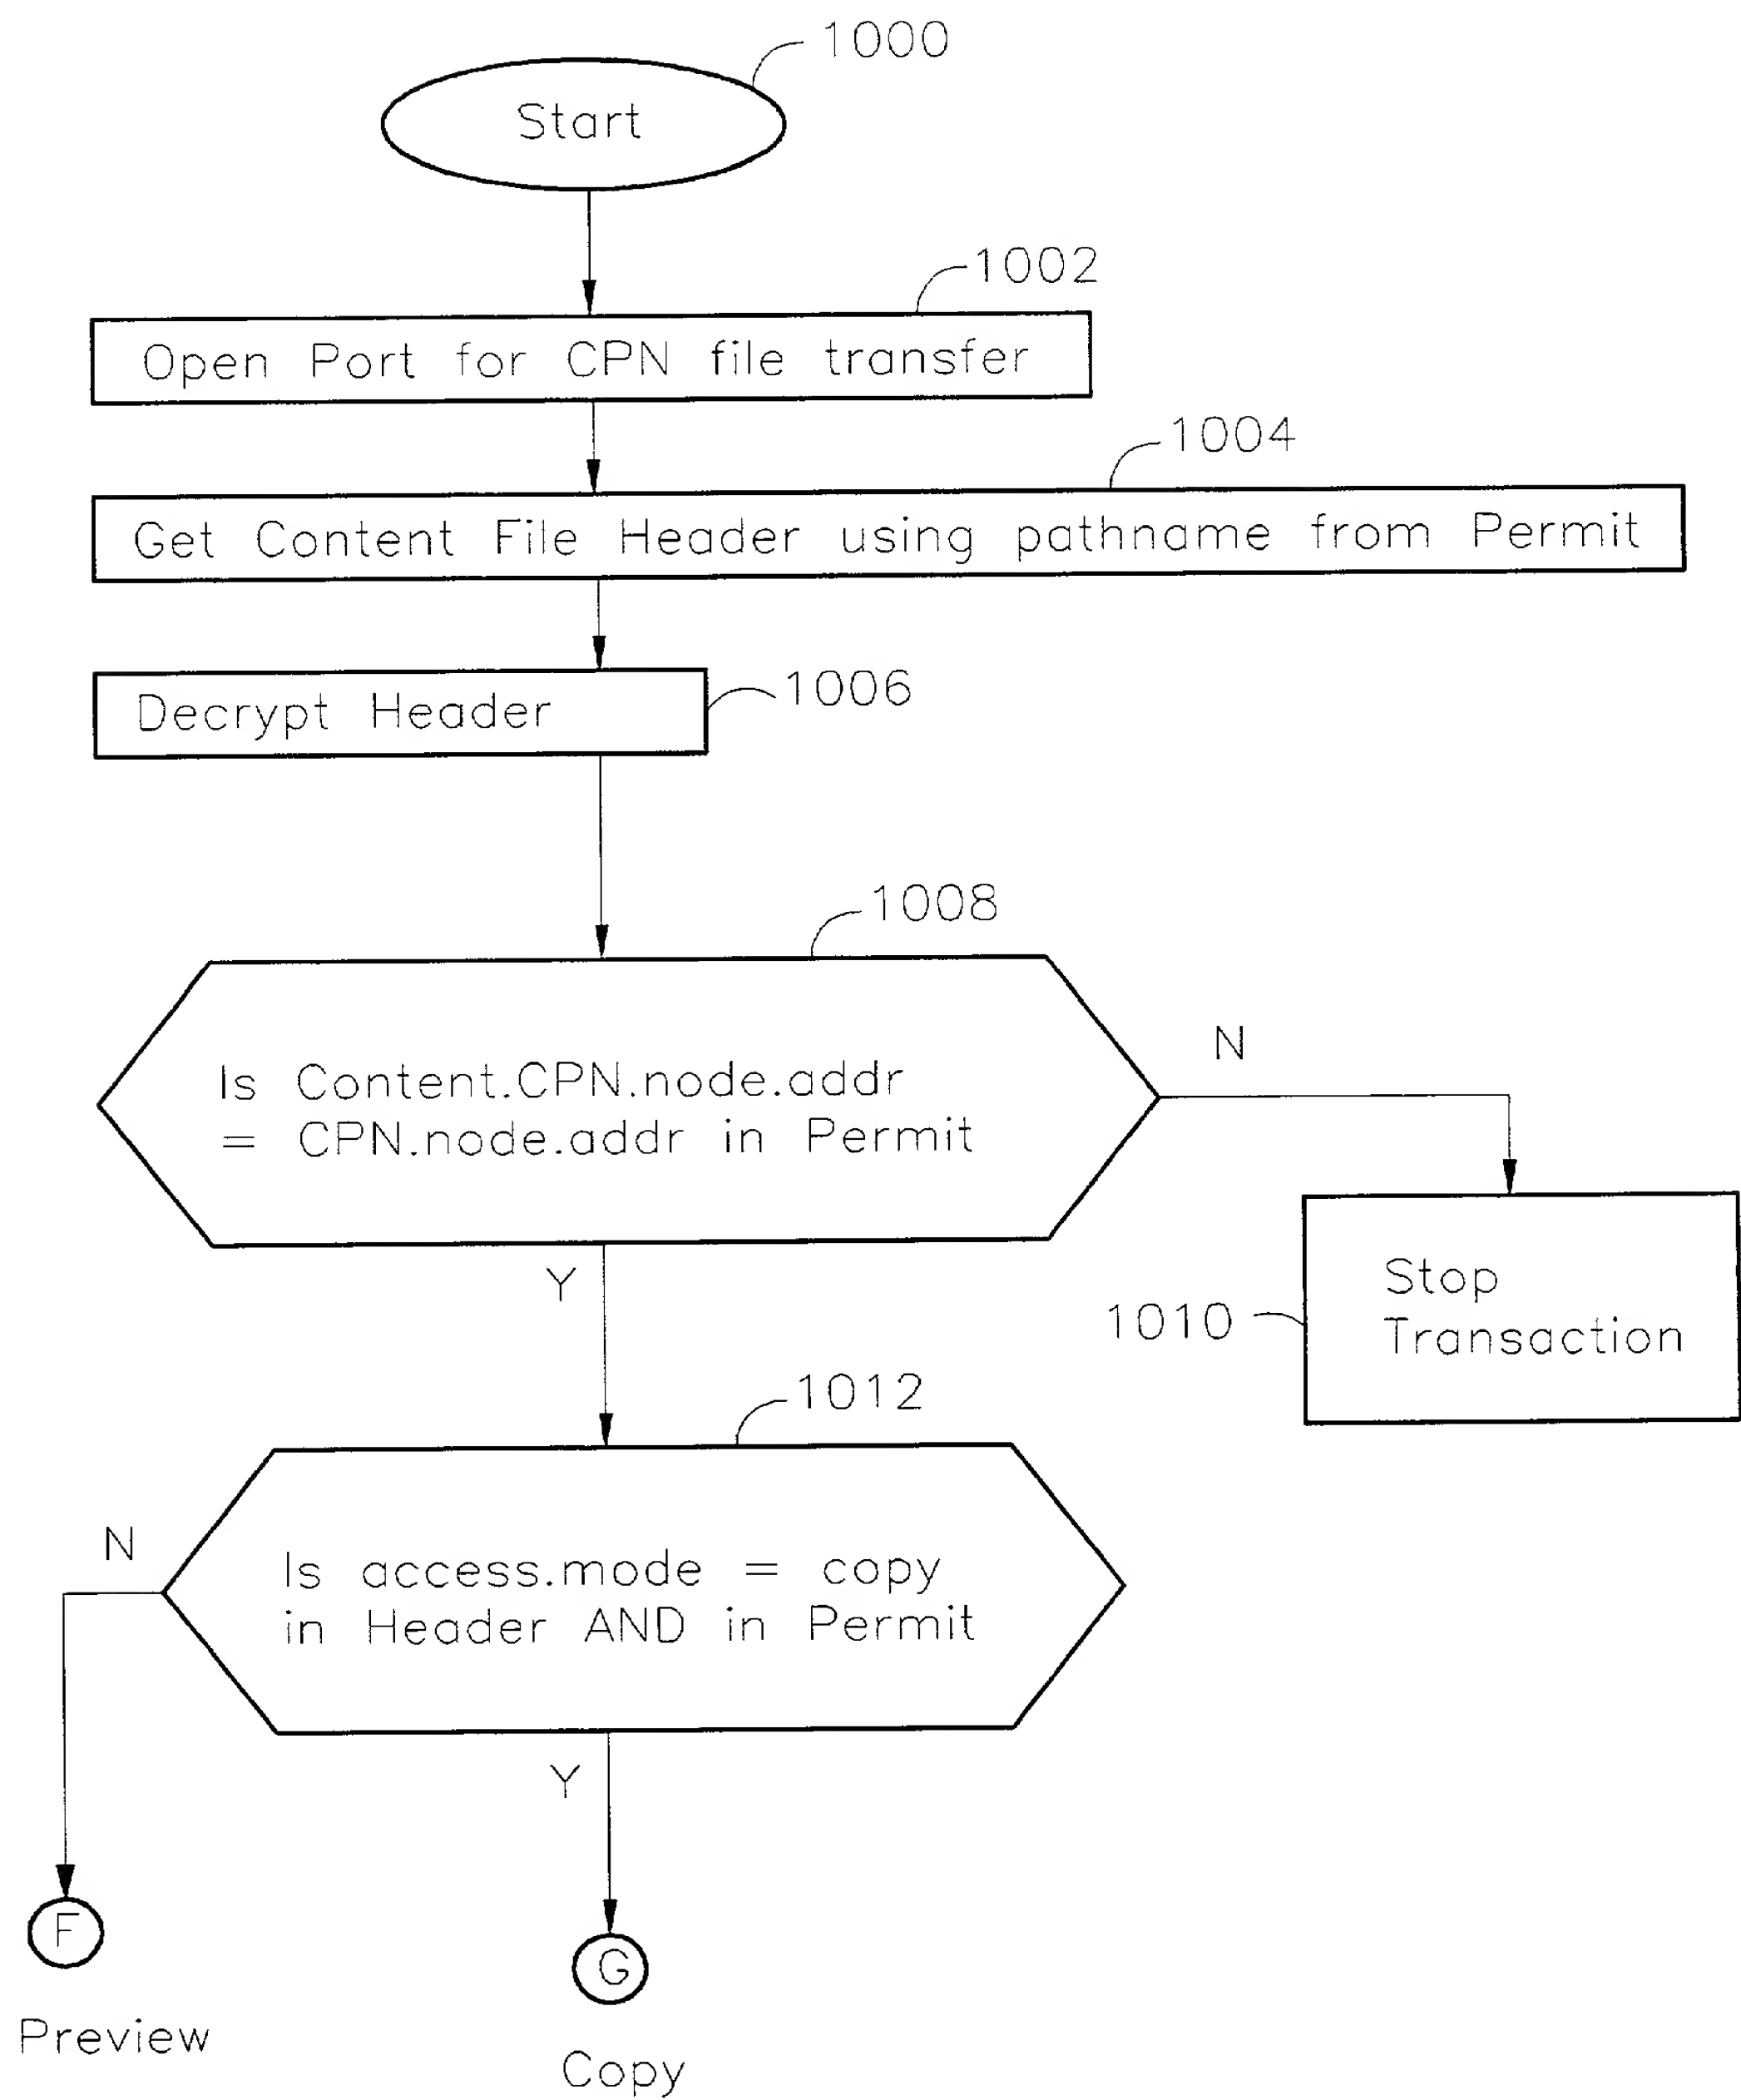 1000
Start
1002
Open Port for CPN file transfer
1004
Get Content File Header using pathname from Permit
1006
Decrypt Header
1008
Is Content.CPN.node.addr
= CPN.node.addr in Permit
N
Y
1010
Stop
Transaction
1012
Is access.mode = copy
in Header AND in Permit
N
Y
F
Preview
G
Copy